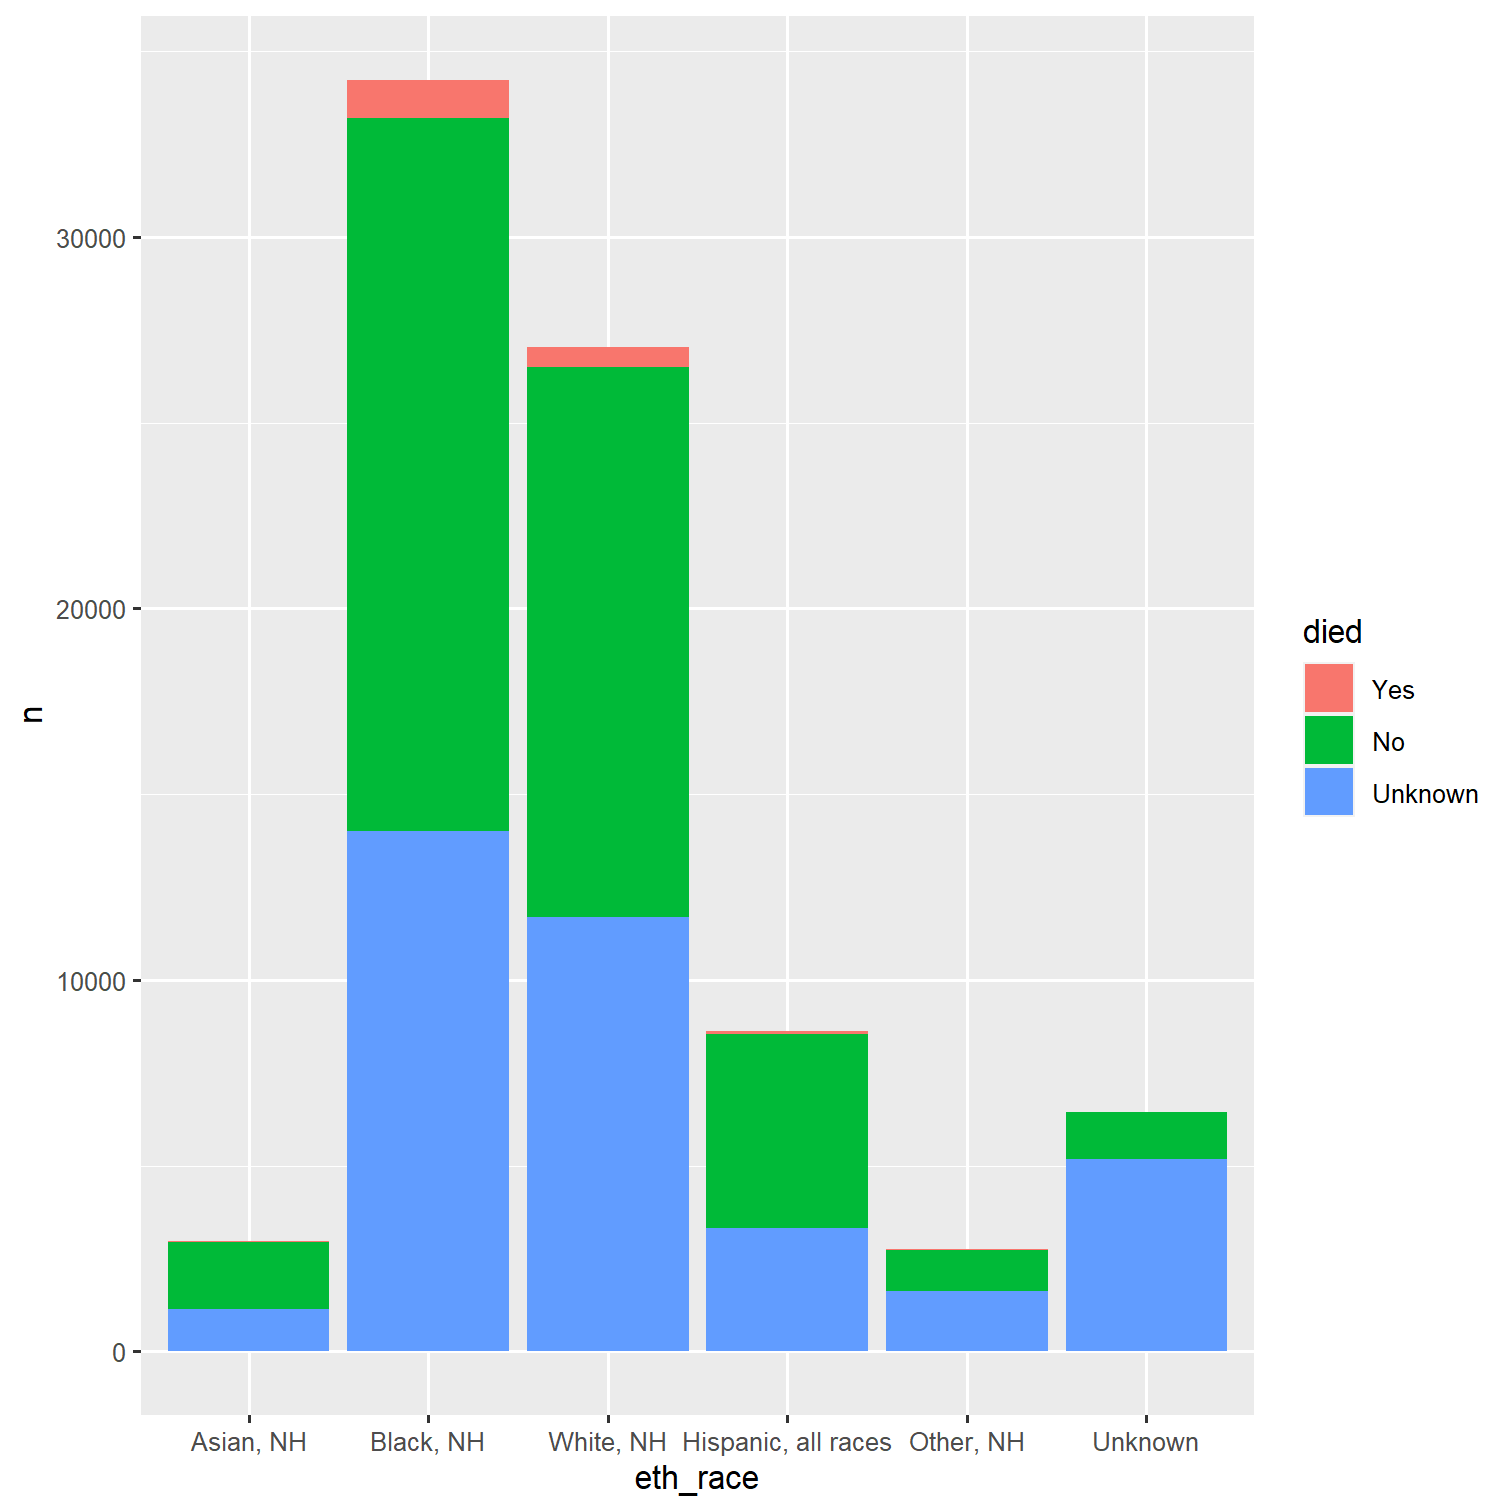 n
30000
20000
10000
0
Asian, NH
Black, NH
White, NH
Hispanic, all races
Other, NH
Unknown
eth_race
died
Yes
No
Unknown